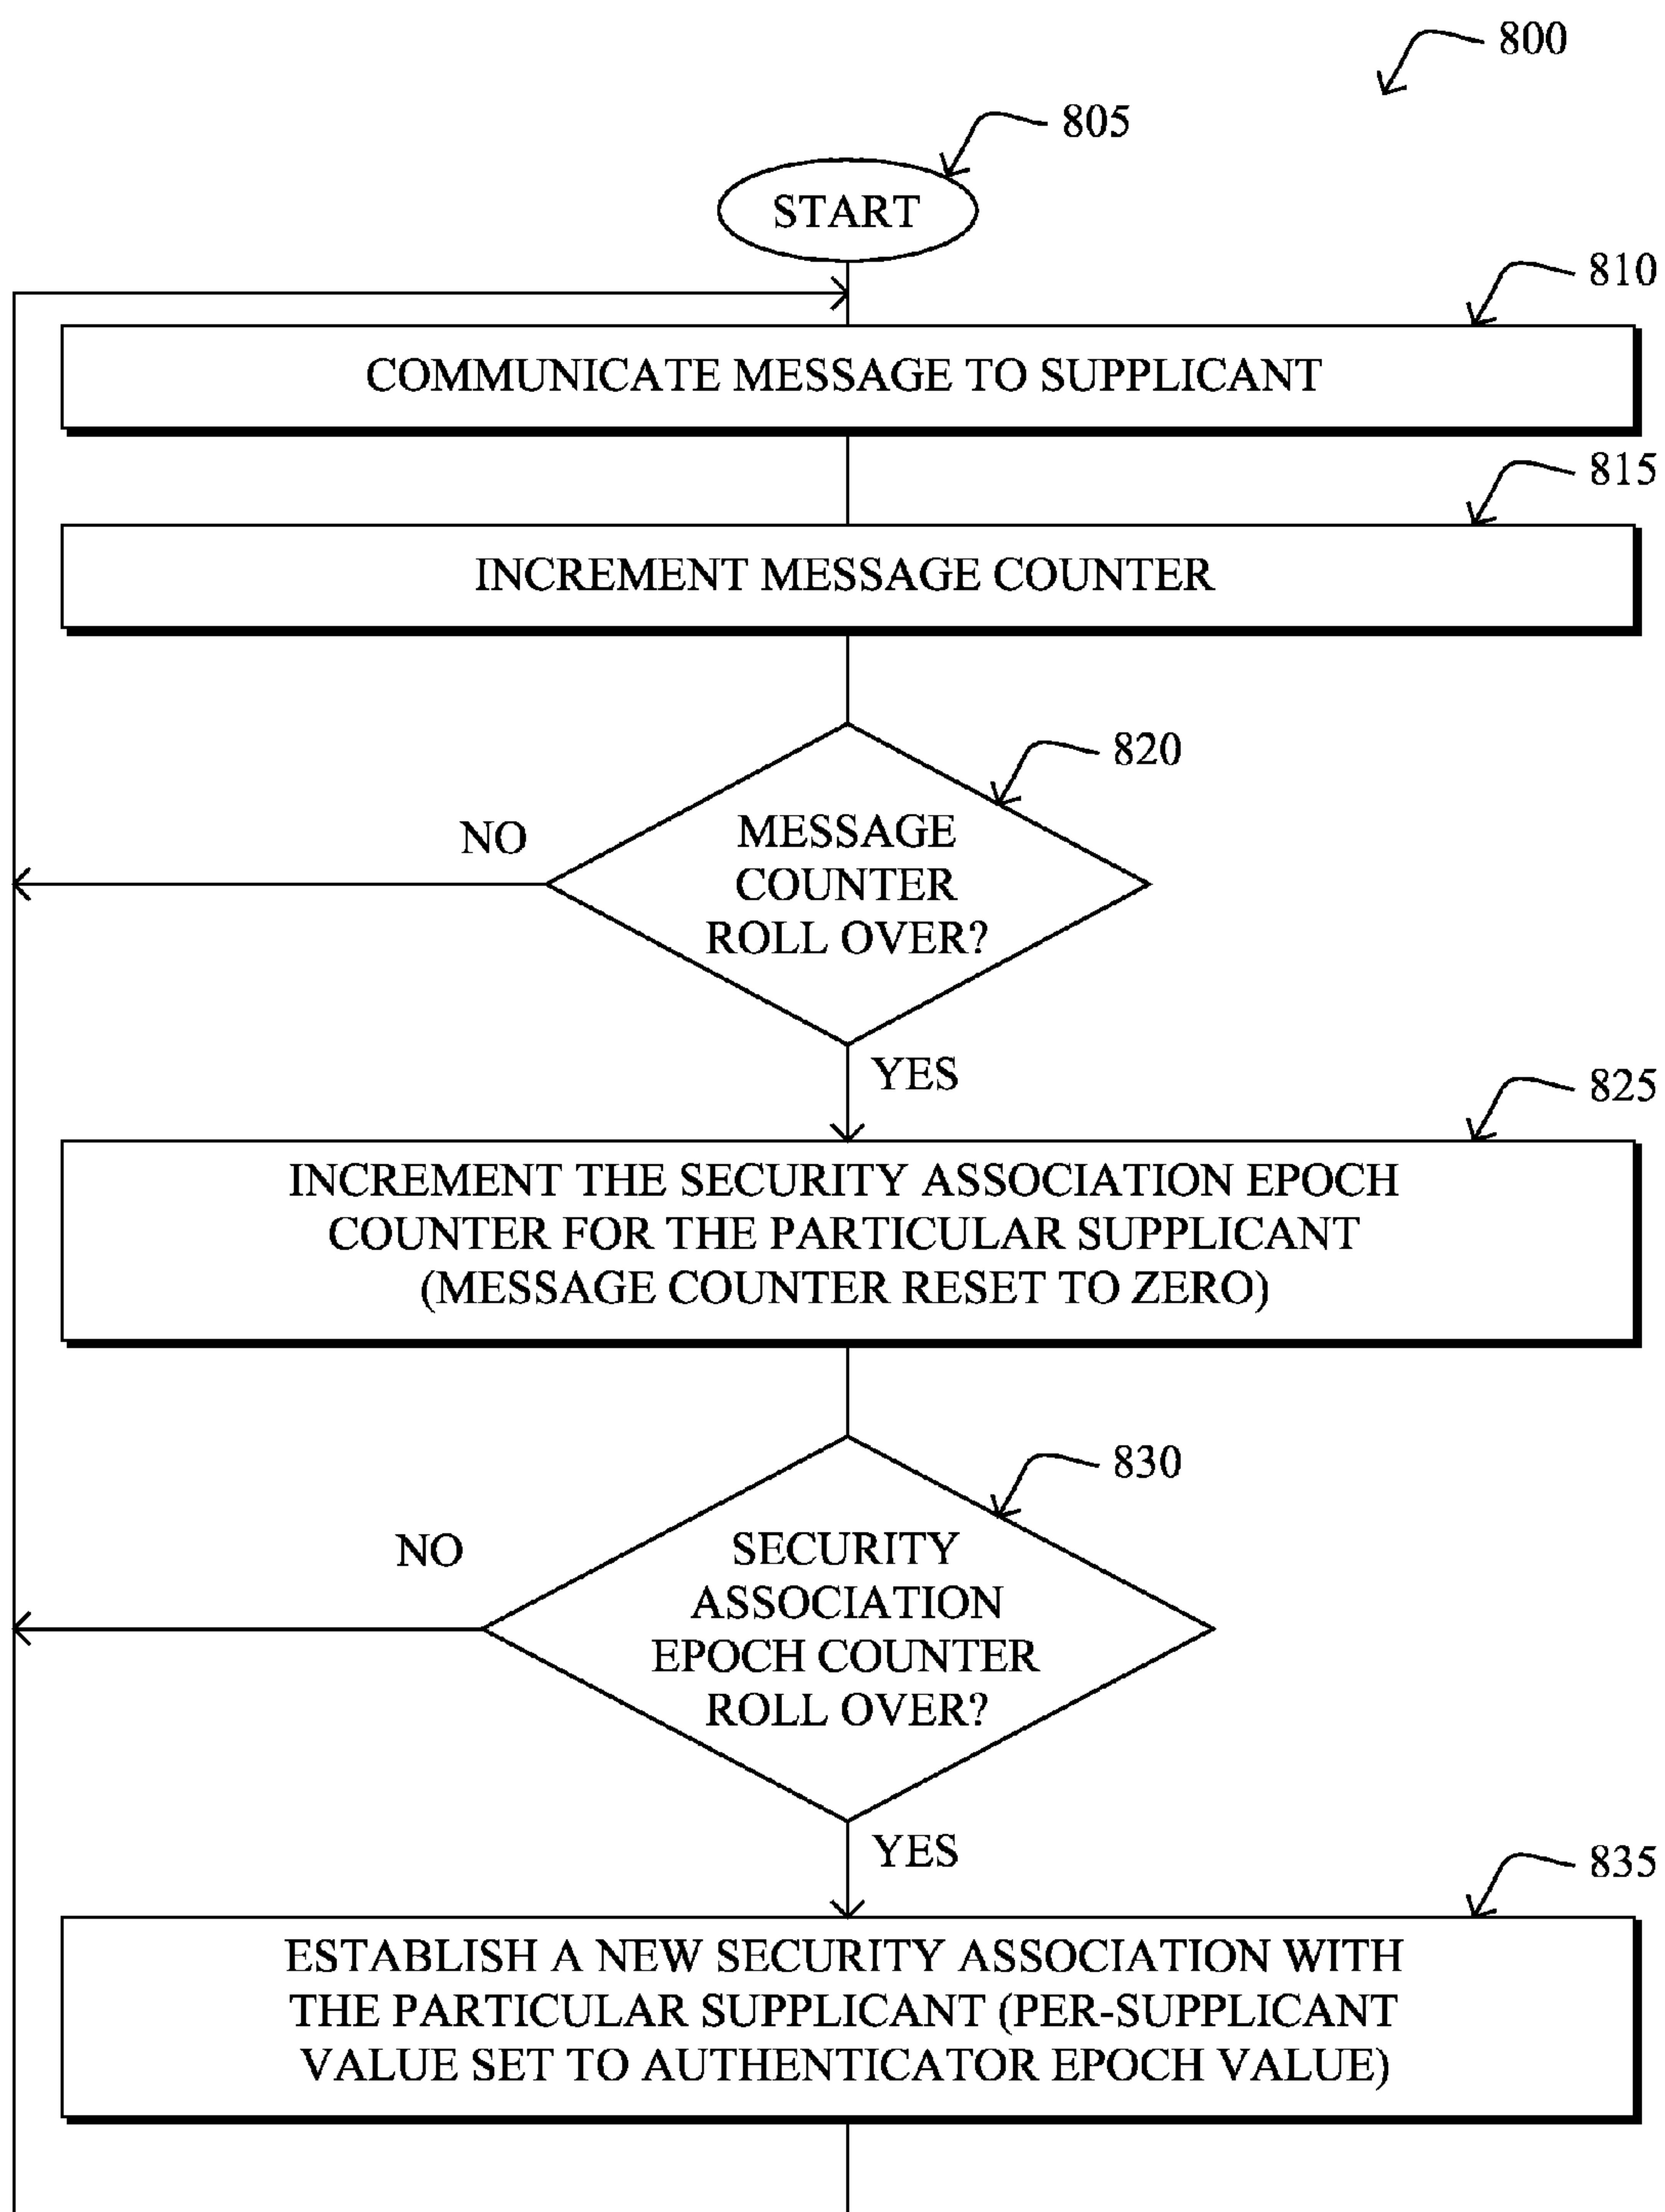 800
805
START
810
COMMUNICATE MESSAGE TO SUPPLICANT
815
INCREMENT MESSAGE COUNTER
820
NO
MESSAGE
COUNTER
ROLL OVER?
YES
825
INCREMENT THE SECURITY ASSOCIATION EPOCH
COUNTER FOR THE PARTICULAR SUPPLICANT
(MESSAGE COUNTER RESET TO ZERO)
830
NO
SECURITY
ASSOCIATION
EPOCH COUNTER
ROLL OVER?
YES
835
ESTABLISH A NEW SECURITY ASSOCIATION WITH
THE PARTICULAR SUPPLICANT (PER-SUPPLICANT
VALUE SET TO AUTHENTICATOR EPOCH VALUE)